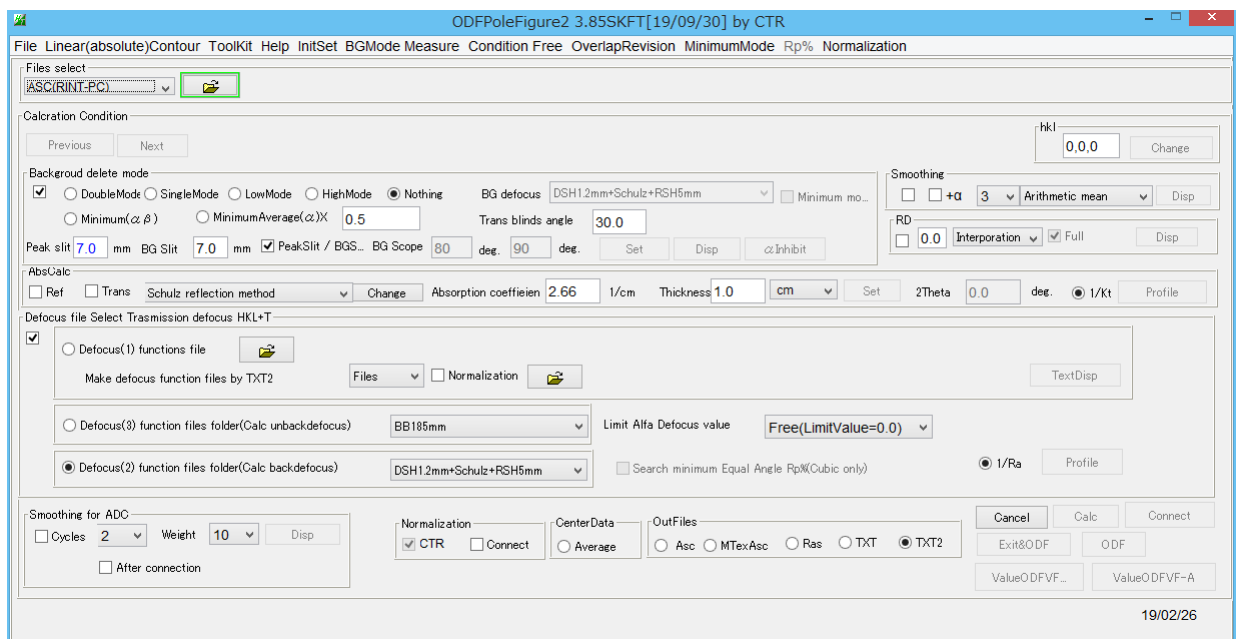 ODFPoleFigure2 3.85SKFT[19/09/30] by CTR
File Linear(absolute)Contour ToolKit Help InitSet BGMode Measure Condition Free OverlapRevision MinimumMode Rp% Normalization
Files select
ASC(RINT-PC)
Calcration Condition
Previous Next
hkl
0,0,0 Change
Backgroud delete mode
DoubleMode SingleMode LowMode HighMode Nothing BG defocus DSH1.2mm+Schulz+RSH5mm Minimum mo...
Minimum(αβ) MinimumAverage(α)X 0.5 Trans blinds angle 30.0
Peak slit 7.0 mm BG Slit 7.0 mm PeakSlit / BGS... BG Scope 80 deg. 90 deg. Set Disp αInhibit
Smoothing
+α 3 Arithmetic mean Disp
RD
0.0 Interporation Full Disp
AbsCalc
Ref Trans Schulz reflection method Change Absorption coeffieien 2.66 1/cm Thickness 1.0 cm Set 2Theta 0.0 deg. 1/Kt Profile
Defocus file Select Trasmission defocus HKL+T
Defocus(1) functions file
Make defocus function files by TXT2 Files Normalization TextDisp
Defocus(3) function files folder(Calc unbackdefocus) BB185mm Limit Alfa Defocus value Free(LimitValue=0.0)
Defocus(2) function files folder(Calc backdefocus) DSH1.2mm+Schulz+RSH5mm Search minimum Equal Angle Rp%(Cubic only) 1/Ra Profile
Smoothing for ADC
Cycles 2 Weight 10 Disp
After connection
Normalization
CTR Connect
CenterData
Average
OutFiles
Asc MTexAsc Ras TXT TXT2
Cancel Calc Connect
Exit&ODF ODF
ValueODFVF... ValueODFVF-A
19/02/26